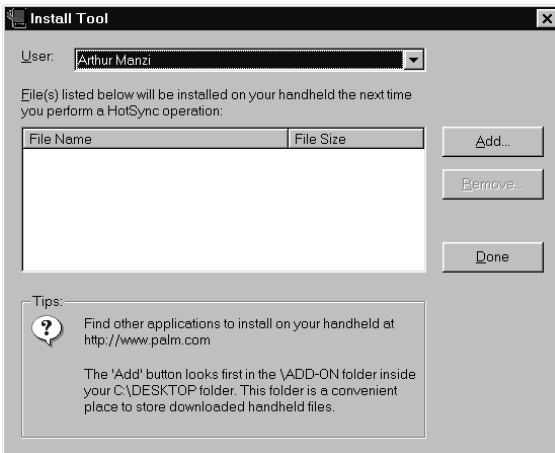 Install Tool
User: Arthur Manzi
File(s) listed below will be installed on your handheld the next time
you perform a HotSync operation:
File Name File Size
Add...
Remove...
Done
Tips:
Find other applications to install on your handheld at
http://www.palm.com
The 'Add' button looks first in the \ADD-ON folder inside
your C:\DESKTOP folder. This folder is a convenient
place to store downloaded handheld files.